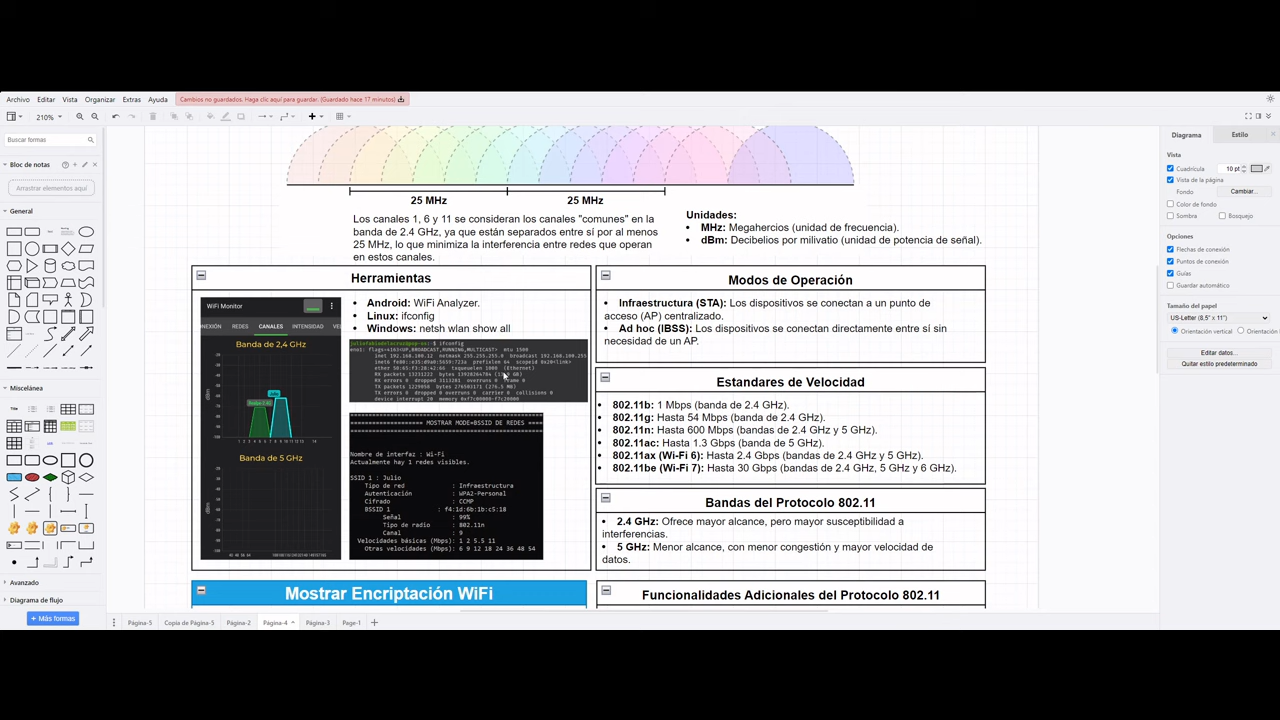 Archivo Editar Vista Organizar Extras Ayuda Cambios no guardados. Haga clic aquí para guardar. (Guardado hace 17 minutos)
210%
Buscar formas
Bloc de notas
Arrastrar elementos aquí
General
Miscelánea
Avanzado
Diagrama de flujo
+ Más formas
25 MHz 25 MHz
Los canales 1, 6 y 11 se consideran los canales "comunes" en la
banda de 2.4 GHz, ya que están separados entre sí por al menos
25 MHz, lo que minimiza la interferencia entre redes que operan
en estos canales.
Unidades:
• MHz: Megahercios (unidad de frecuencia).
• dBm: Decibelios por milivatio (unidad de potencia de señal).
Herramientas
WiFi Monitor
NEXIÓN REDES CANALES INTENSIDAD
Banda de 2,4 GHz
Banda de 5 GHz
• Android: WiFi Analyzer.
• Linux: ifconfig
• Windows: netsh wlan show all
==================== MOSTRAR MODE=BSSID DE REDES ====
Nombre de interfaz : Wi-Fi
Actualmente hay 1 redes visibles.
SSID 1 : Julio
Tipo de red : Infraestructura
Autenticación : WPA2-Personal
Cifrado : CCMP
BSSID 1 : f4:1d:6b:1b:c5:18
Señal : 99%
Tipo de radio : 802.11n
Canal : 9
Velocidades básicas (Mbps): 1 2 5.5 11
Otras velocidades (Mbps): 6 9 12 18 24 36 48 54
Modos de Operación
• Infraestructura (STA): Los dispositivos se conectan a un punto de
acceso (AP) centralizado.
• Ad hoc (IBSS): Los dispositivos se conectan directamente entre sí sin
necesidad de un AP.
Estandares de Velocidad
• 802.11b: 1 Mbps (banda de 2.4 GHz).
• 802.11g: Hasta 54 Mbps (banda de 2.4 GHz).
• 802.11n: Hasta 600 Mbps (bandas de 2.4 GHz y 5 GHz).
• 802.11ac: Hasta 1.3 Gbps (banda de 5 GHz).
• 802.11ax (Wi-Fi 6): Hasta 2.4 Gbps (bandas de 2.4 GHz y 5 GHz).
• 802.11be (Wi-Fi 7): Hasta 30 Gbps (bandas de 2.4 GHz, 5 GHz y 6 GHz).
Bandas del Protocolo 802.11
• 2.4 GHz: Ofrece mayor alcance, pero mayor susceptibilidad a
interferencias.
• 5 GHz: Menor alcance, con menor congestión y mayor velocidad de
datos.
Mostrar Encriptación WiFi
Funcionalidades Adicionales del Protocolo 802.11
Diagrama Estilo
Vista
Cuadrícula 10 pt
Vista de la página
Fondo Cambiar...
Color de fondo
Sombra Bosquejo
Opciones
Flechas de conexión
Puntos de conexión
Guías
Guardar automático
Tamaño del papel
US-Letter (8,5" x 11")
Orientación vertical Orientación
Editar datos...
Quitar estilo predeterminado
Página-5 Copia de Página-5 Página-2 Página-4 Página-3 Page-1